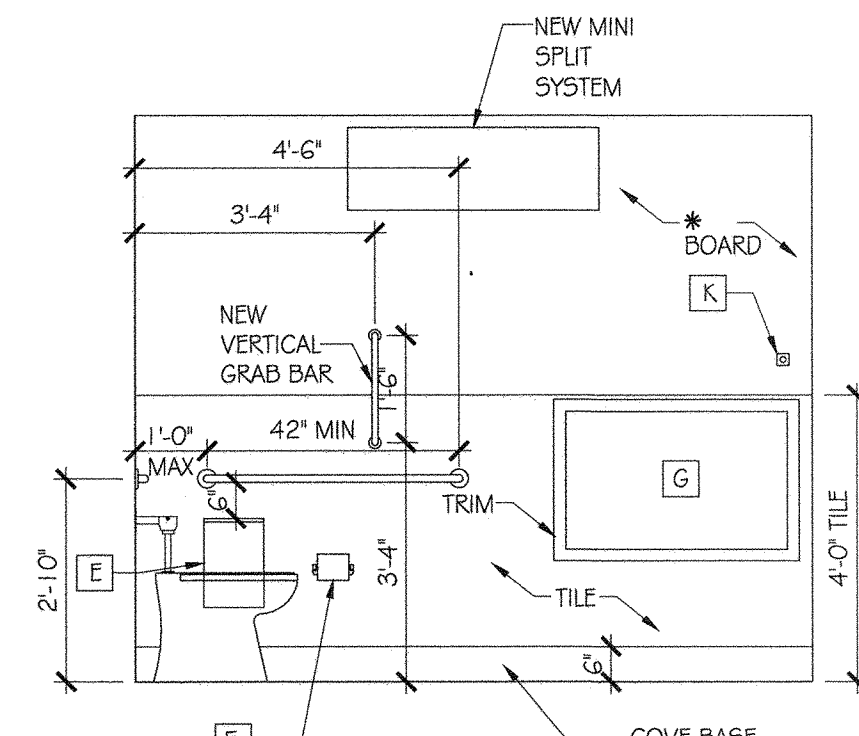 NEW MINI
SPLIT
SYSTEM
4'-6"
3'-4"
* BOARD
K
NEW
VERTICAL
GRAB BAR
1'-6"
1'-0"
MAX
42" MIN
6"
G
TRIM
E
2'-10"
3'-4"
4'-0" TILE
TILE
6"
COVE BASE